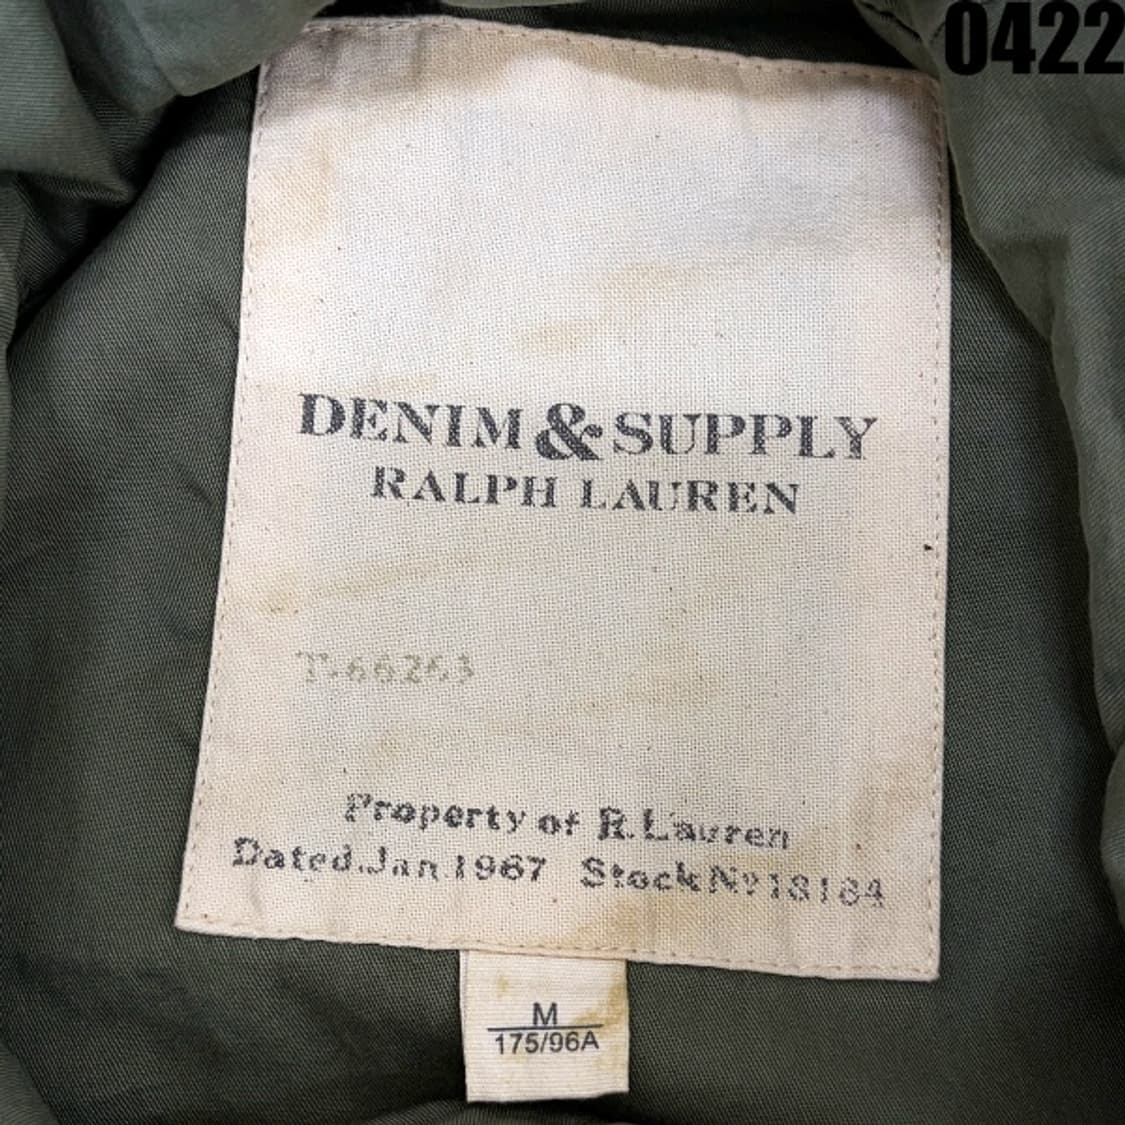 0422
DENIM & SUPPLY
RALPH LAUREN
T-66263
Property of R. Lauren
Dated.Jan 1967 Stock Nº 18184
M
175/96A